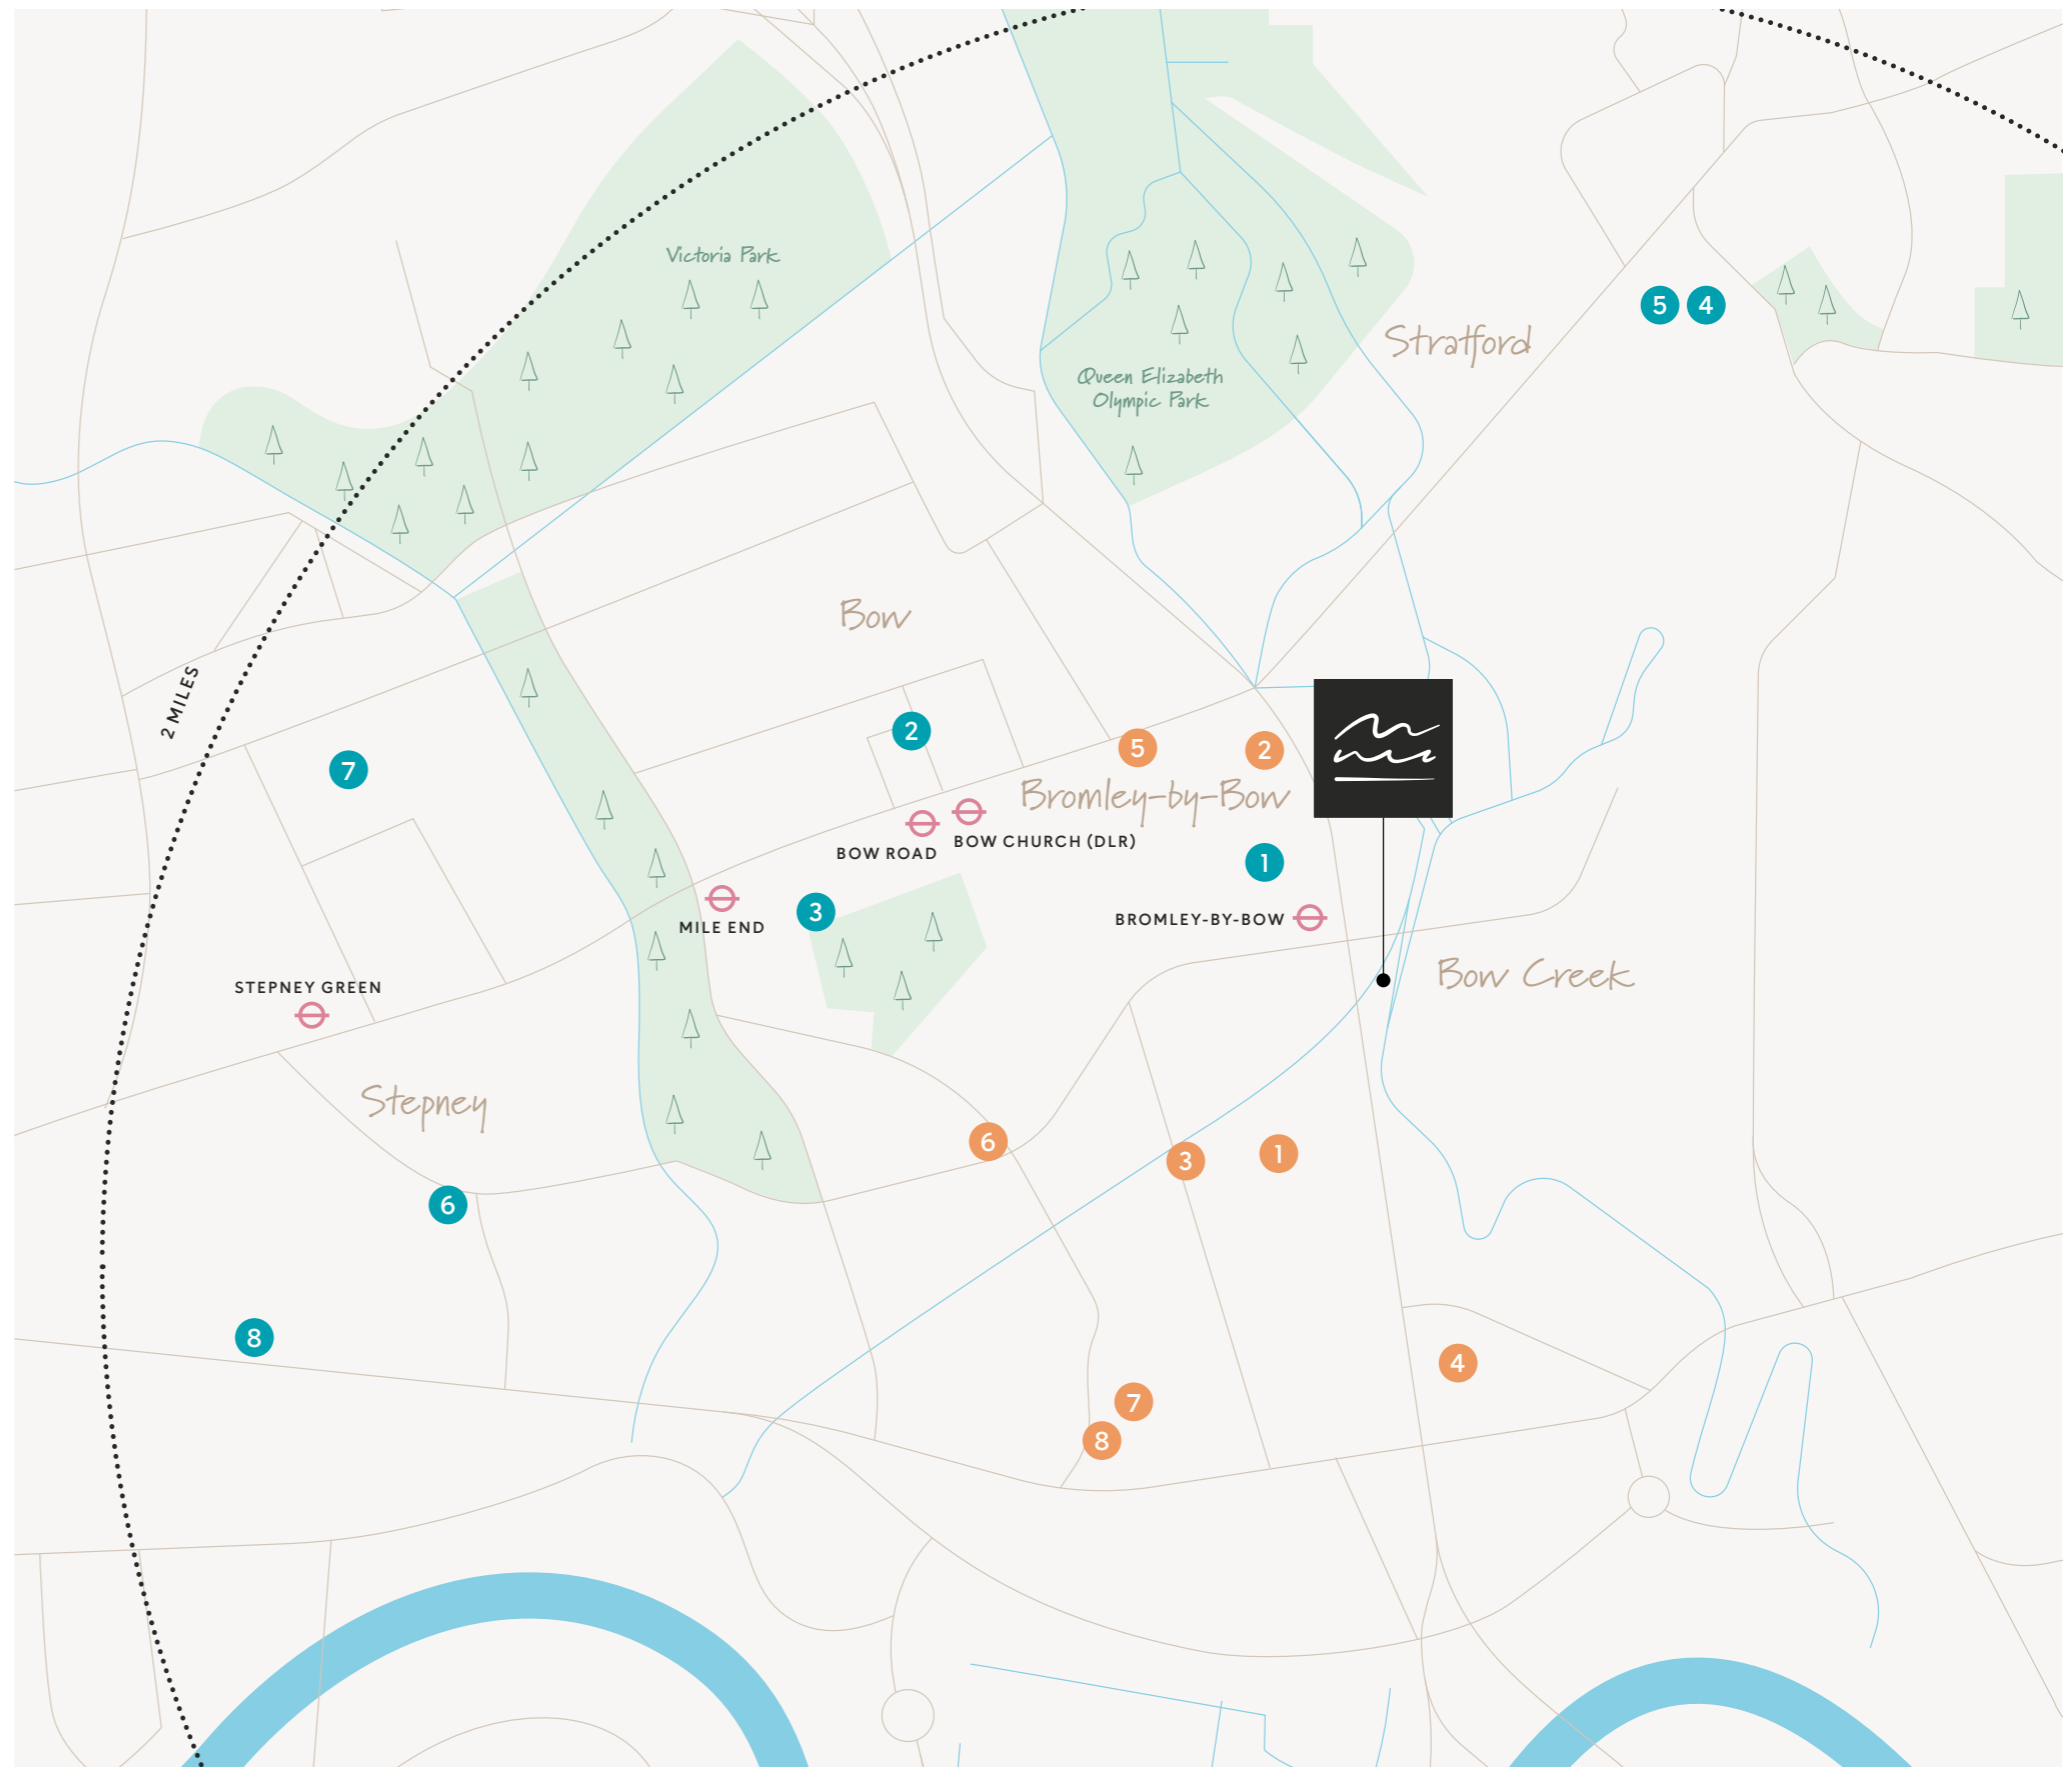 Victoria Park
5
4
Stratford
Queen Elizabeth
Olympic Park
Bow
2 MILES
2
5
2
7
Bromley-by-Bow
BOW ROAD
BOW CHURCH (DLR)
1
3
MILE END
BROMLEY-BY-BOW
Bow Creek
STEPNEY GREEN
Stepney
6
3
1
6
8
4
7
8